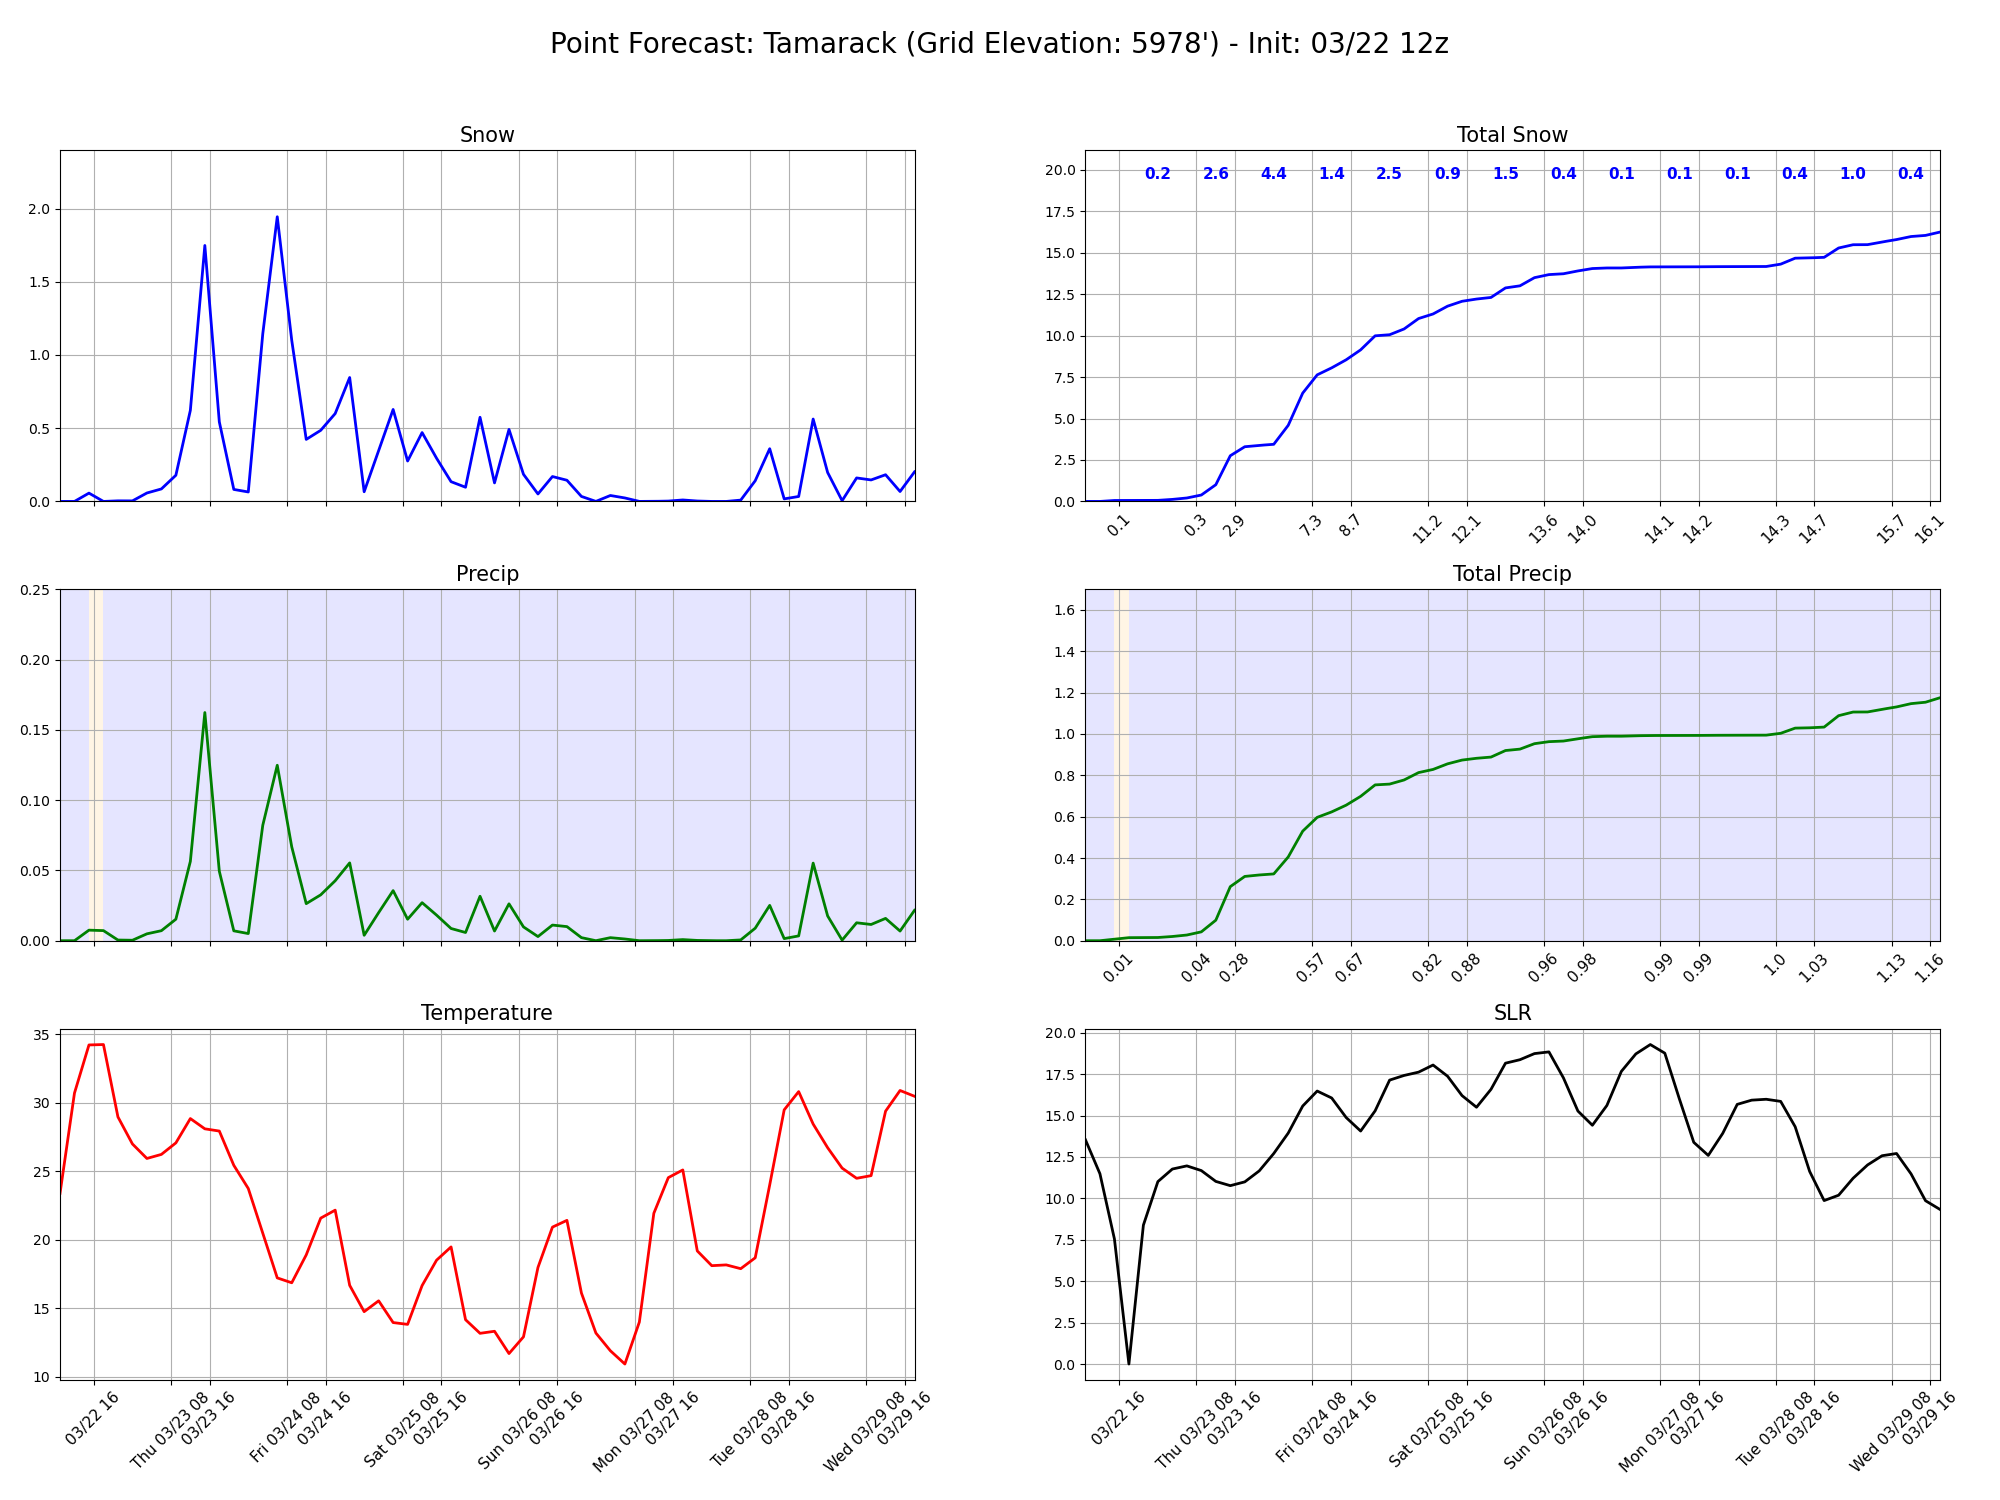 Point Forecast: Tamarack (Grid Elevation: 5978') - Init: 03/22 12z
Snow
2.0
1.5
1.0
0.5
0.0
Total Snow
20.0
17.5
15.0
12.5
10.0
7.5
5.0
2.5
0.0
0.2 2.6 4.4 1.4 2.5 0.9 1.5 0.4 0.1 0.1 0.1 0.4 1.0 0.4
0.1 0.3 2.9 7.3 8.7 11.2 12.1 13.6 14.0 14.1 14.2 14.3 14.7 15.7 16.1
Precip
0.25
0.20
0.15
0.10
0.05
0.00
Total Precip
1.6
1.4
1.2
1.0
0.8
0.6
0.4
0.2
0.0
0.01 0.04 0.28 0.57 0.67 0.82 0.88 0.96 0.98 0.99 0.99 1.0 1.03 1.13 1.16
Temperature
35
30
25
20
15
10
03/22 16
Thu 03/23 08
03/23 16
Fri 03/24 08
03/24 16
Sat 03/25 08
03/25 16
Sun 03/26 08
03/26 16
Mon 03/27 08
03/27 16
Tue 03/28 08
03/28 16
Wed 03/29 08
03/29 16
SLR
20.0
17.5
15.0
12.5
10.0
7.5
5.0
2.5
0.0
03/22 16
Thu 03/23 08
03/23 16
Fri 03/24 08
03/24 16
Sat 03/25 08
03/25 16
Sun 03/26 08
03/26 16
Mon 03/27 08
03/27 16
Tue 03/28 08
03/28 16
Wed 03/29 08
03/29 16